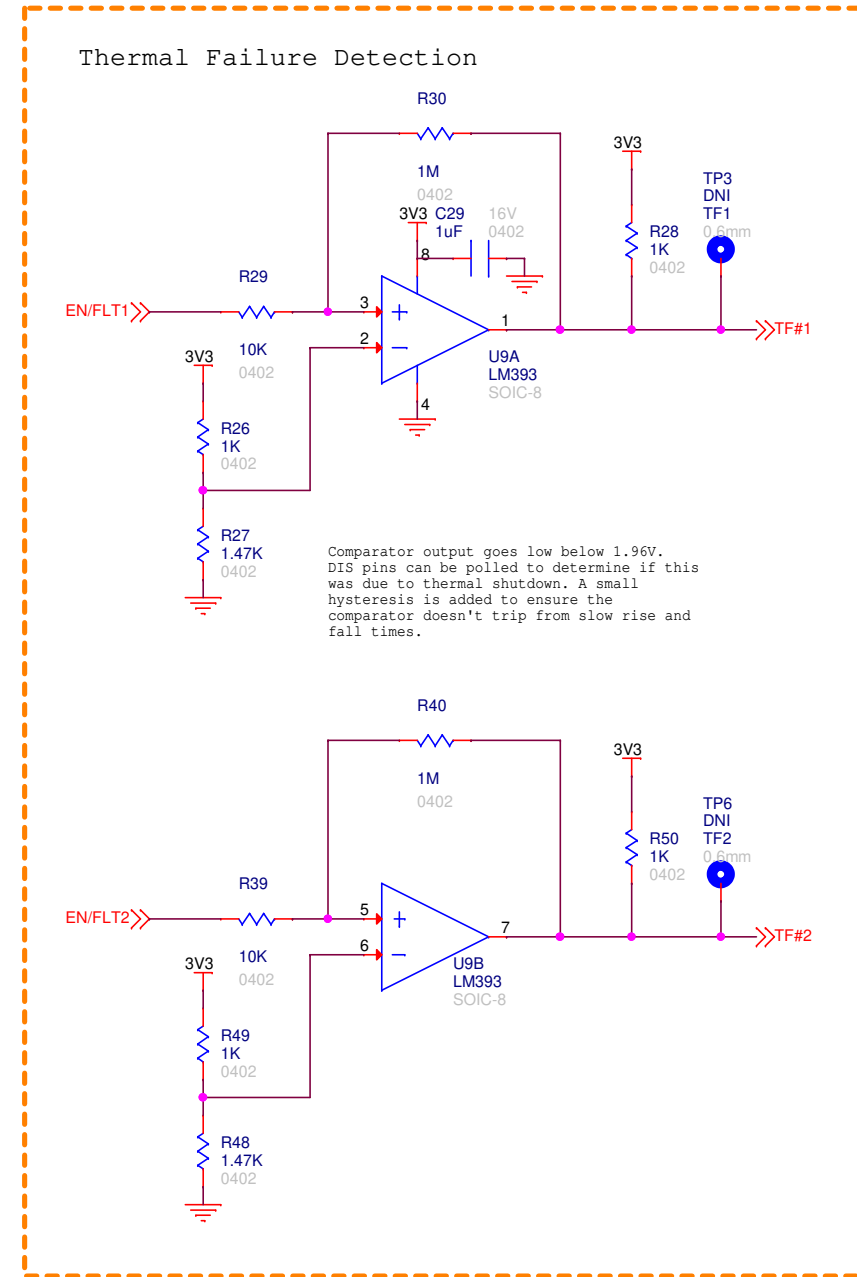 Thermal Failure Detection
R30
1M
0402
3V3
C29
1uF
16V
0402
8
3V3
R28
1K
0402
TP3
DNI
TF1
0.6mm
EN/FLT1
R29
10K
0402
3
+
2
−
1
TF#1
U9A
LM393
SOIC-8
4
3V3
R26
1K
0402
R27
1.47K
0402
Comparator output goes low below 1.96V.
DIS pins can be polled to determine if this
was due to thermal shutdown. A small
hysteresis is added to ensure the
comparator doesn't trip from slow rise and
fall times.
R40
1M
0402
3V3
R50
1K
0402
TP6
DNI
TF2
0.6mm
EN/FLT2
R39
10K
0402
5
+
6
−
7
TF#2
U9B
LM393
SOIC-8
3V3
R49
1K
0402
R48
1.47K
0402